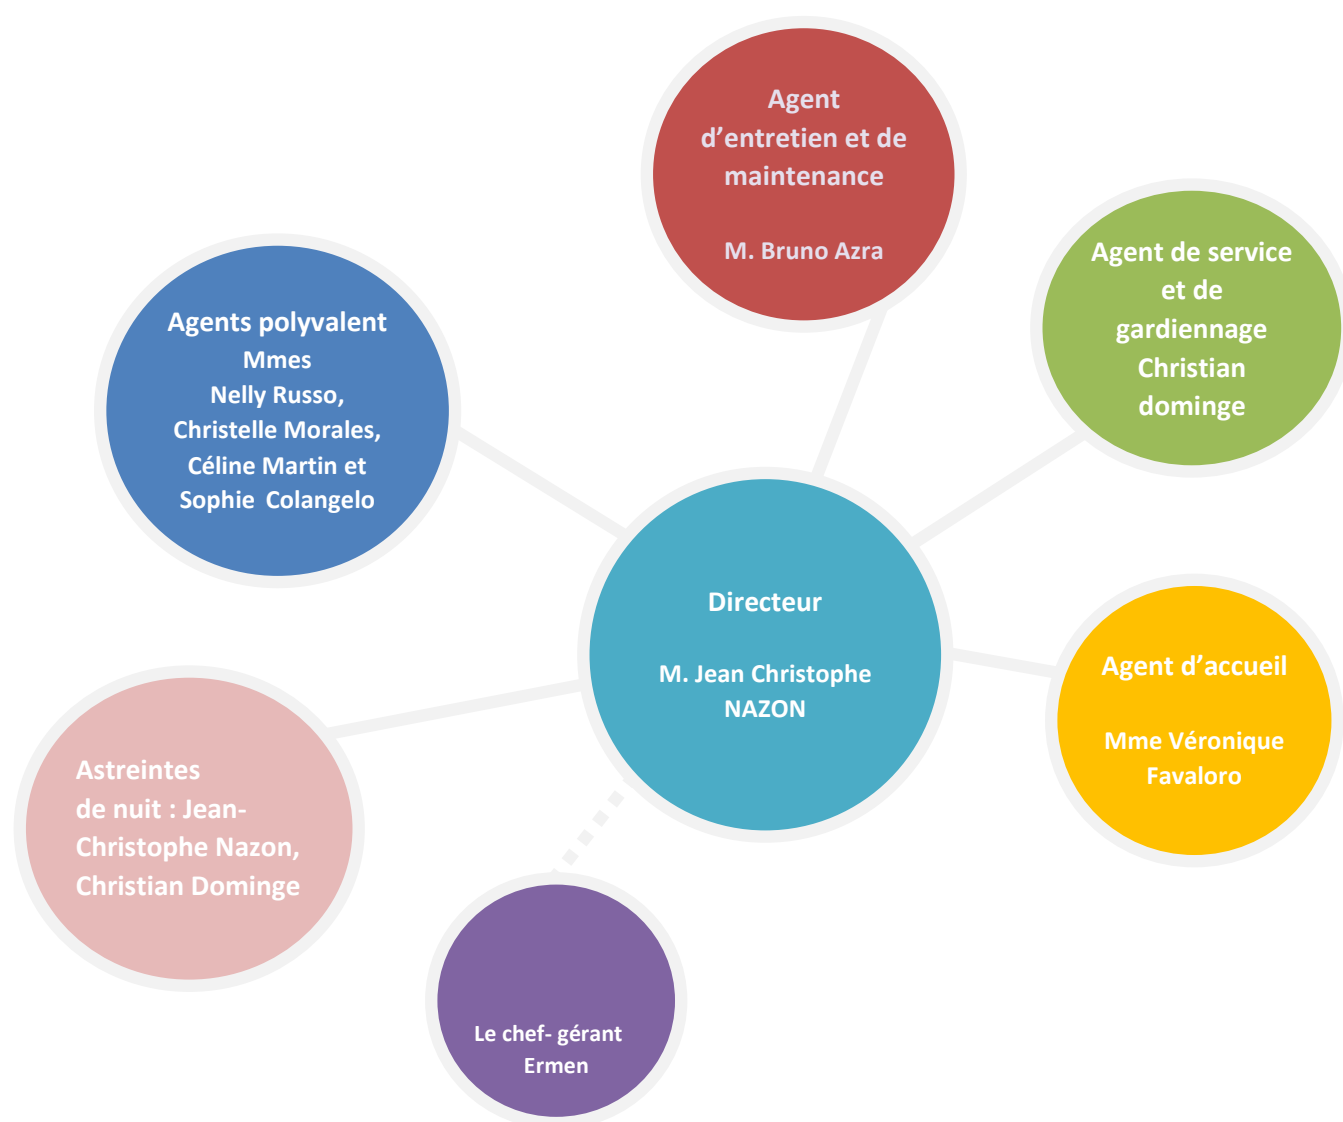 Agent
d’entretien et de
maintenance
M. Bruno Azra
Agent de service
et de
gardiennage
Christian
dominge
Agents polyvalent
Mmes
Nelly Russo,
Christelle Morales,
Céline Martin et
Sophie  Colangelo
Directeur
M. Jean Christophe
NAZON
Agent d’accueil
Mme Véronique
Favaloro
Astreintes
de nuit : Jean-
Christophe Nazon,
Christian Dominge
Le chef- gérant
Ermen